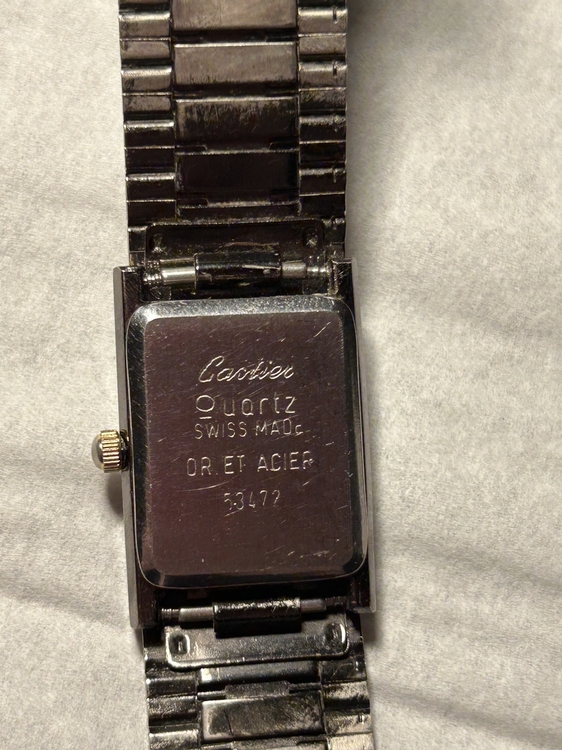 Cartier
Quartz
SWISS MADE
OR ET ACIER
53472